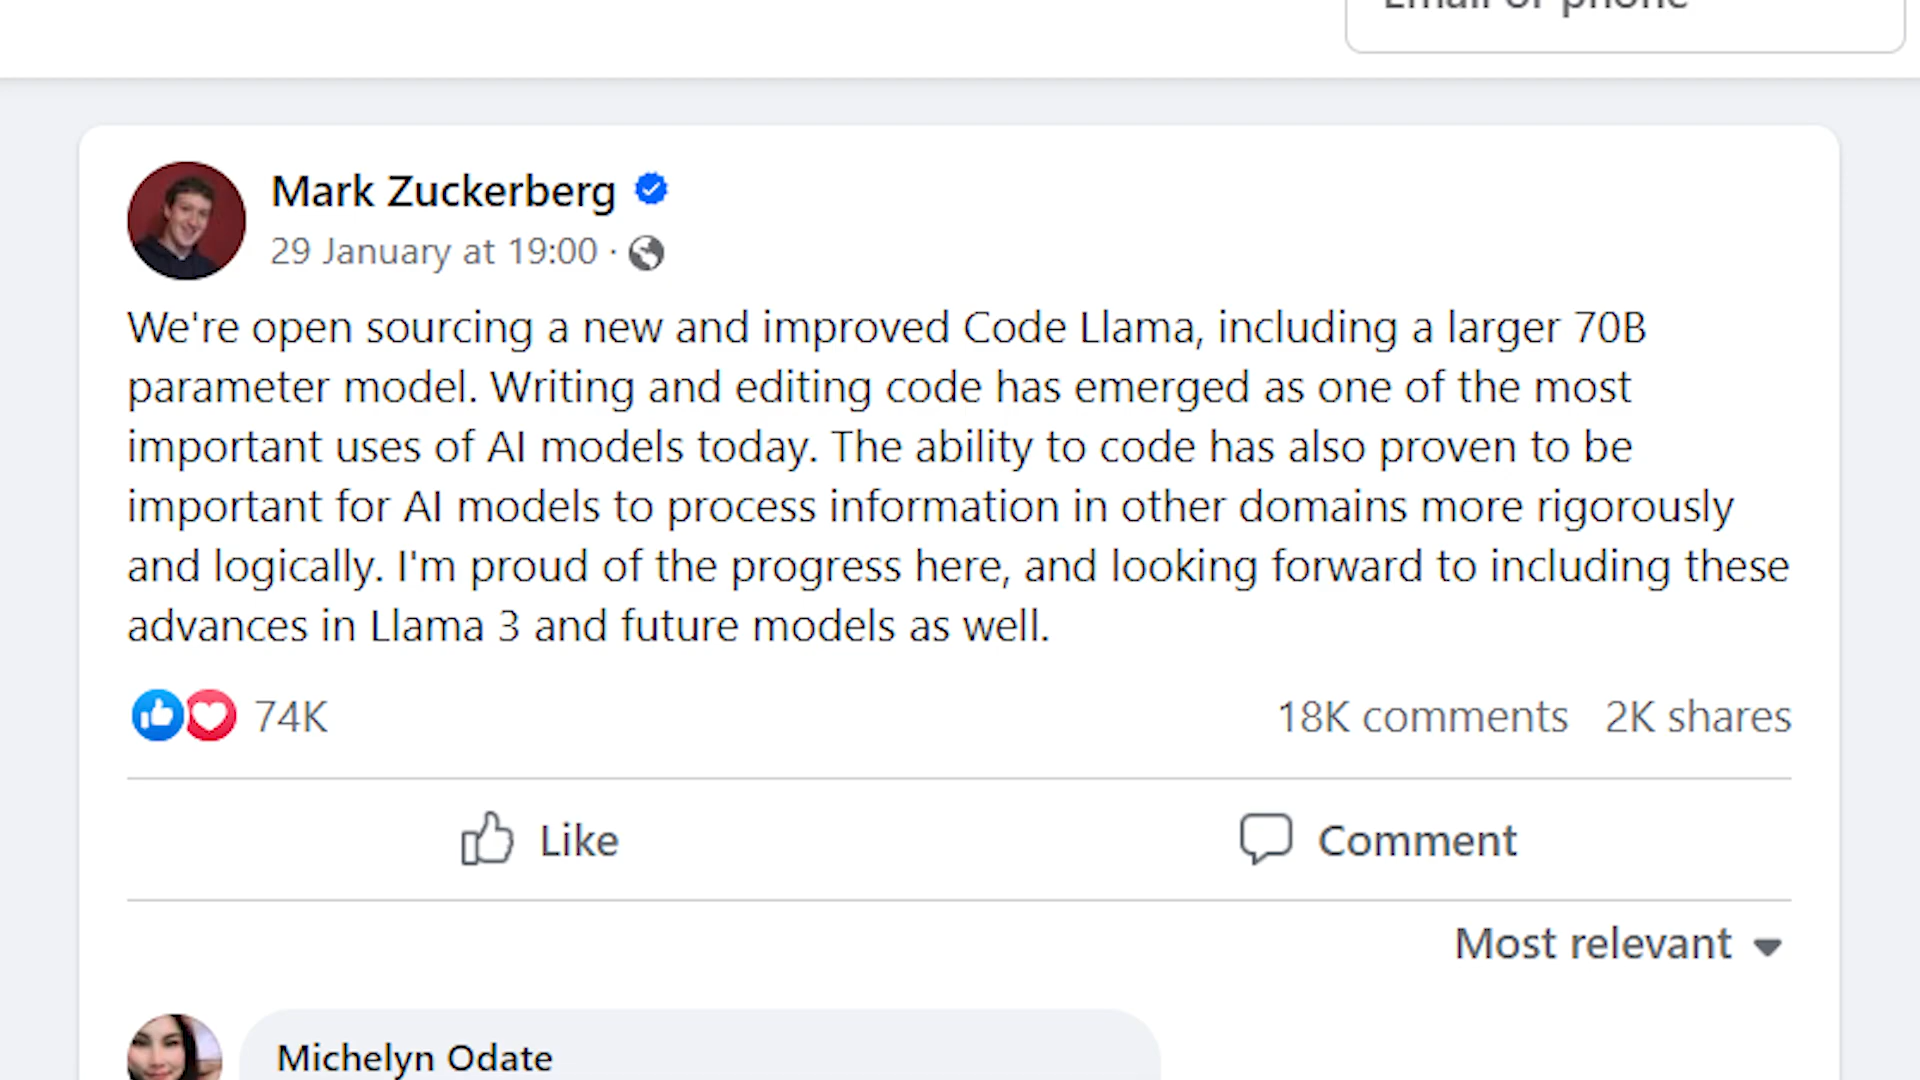 Email or phone
Mark Zuckerberg
29 January at 19:00 ·
We're open sourcing a new and improved Code Llama, including a larger 70B
parameter model. Writing and editing code has emerged as one of the most
important uses of AI models today. The ability to code has also proven to be
important for AI models to process information in other domains more rigorously
and logically. I'm proud of the progress here, and looking forward to including these
advances in Llama 3 and future models as well.
74K 18K comments 2K shares
Like Comment
Most relevant
Michelyn Odate